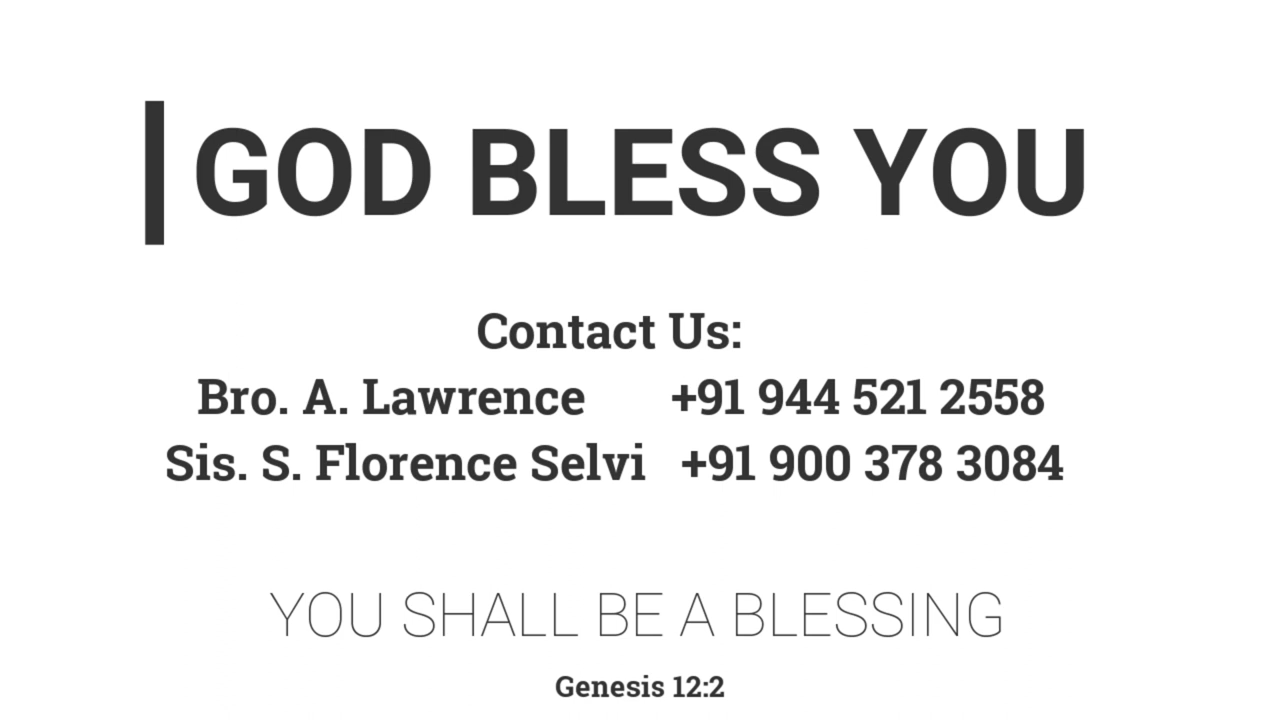 GOD BLESS YOU
Contact Us:
Bro. A. Lawrence +91 944 521 2558
Sis. S. Florence Selvi +91 900 378 3084
YOU SHALL BE A BLESSING
Genesis 12:2